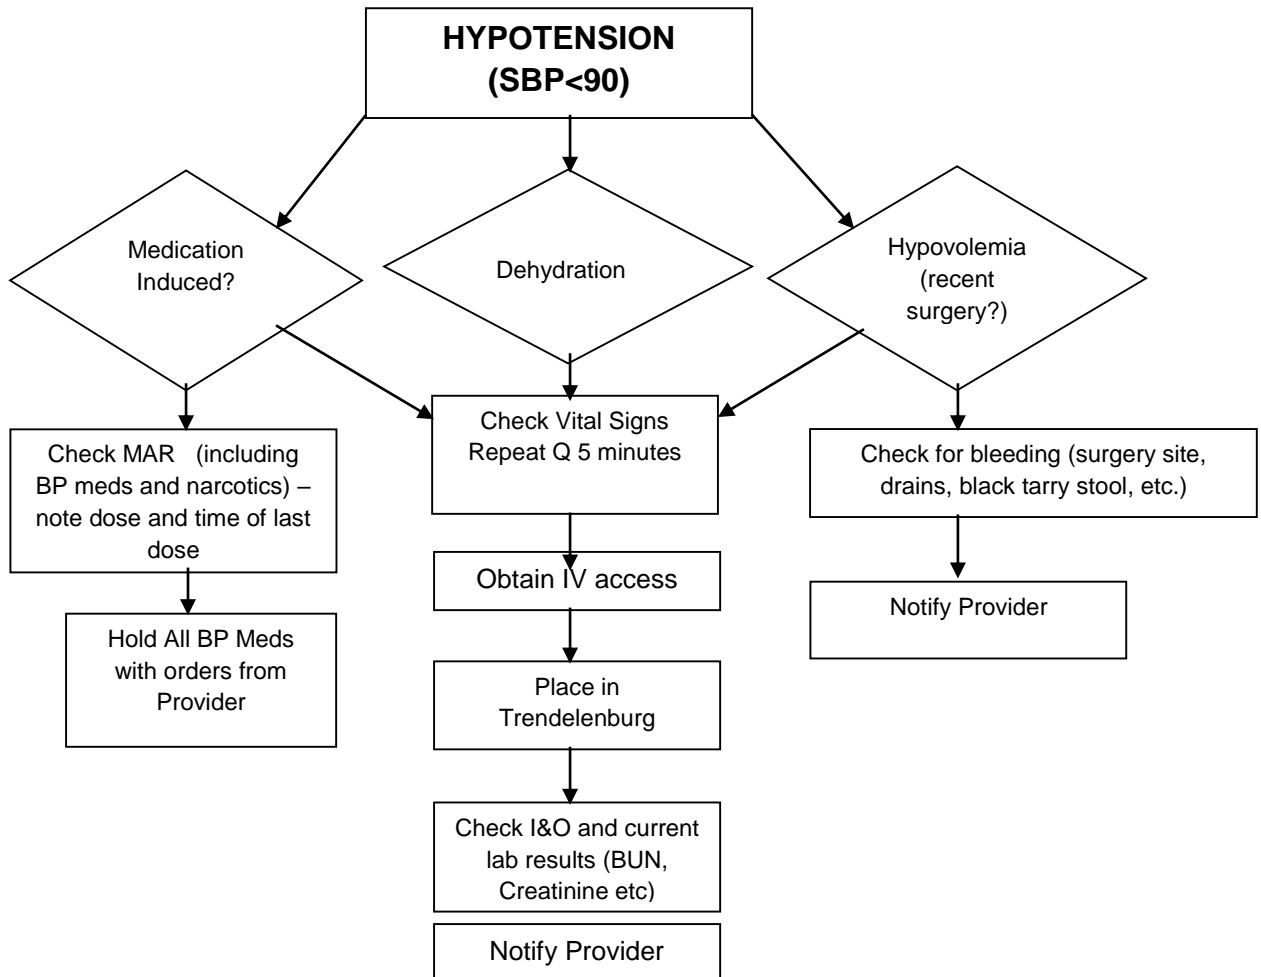 HYPOTENSION
(SBP<90)
Medication
Induced?
Dehydration
Hypovolemia
(recent
surgery?)
Check MAR (including
BP meds and narcotics) –
note dose and time of last
dose
Hold All BP Meds
with orders from
Provider
Check Vital Signs
Repeat Q 5 minutes
Obtain IV access
Place in
Trendelenburg
Check I&O and current
lab results (BUN,
Creatinine etc)
Notify Provider
Check for bleeding (surgery site,
drains, black tarry stool, etc.)
Notify Provider